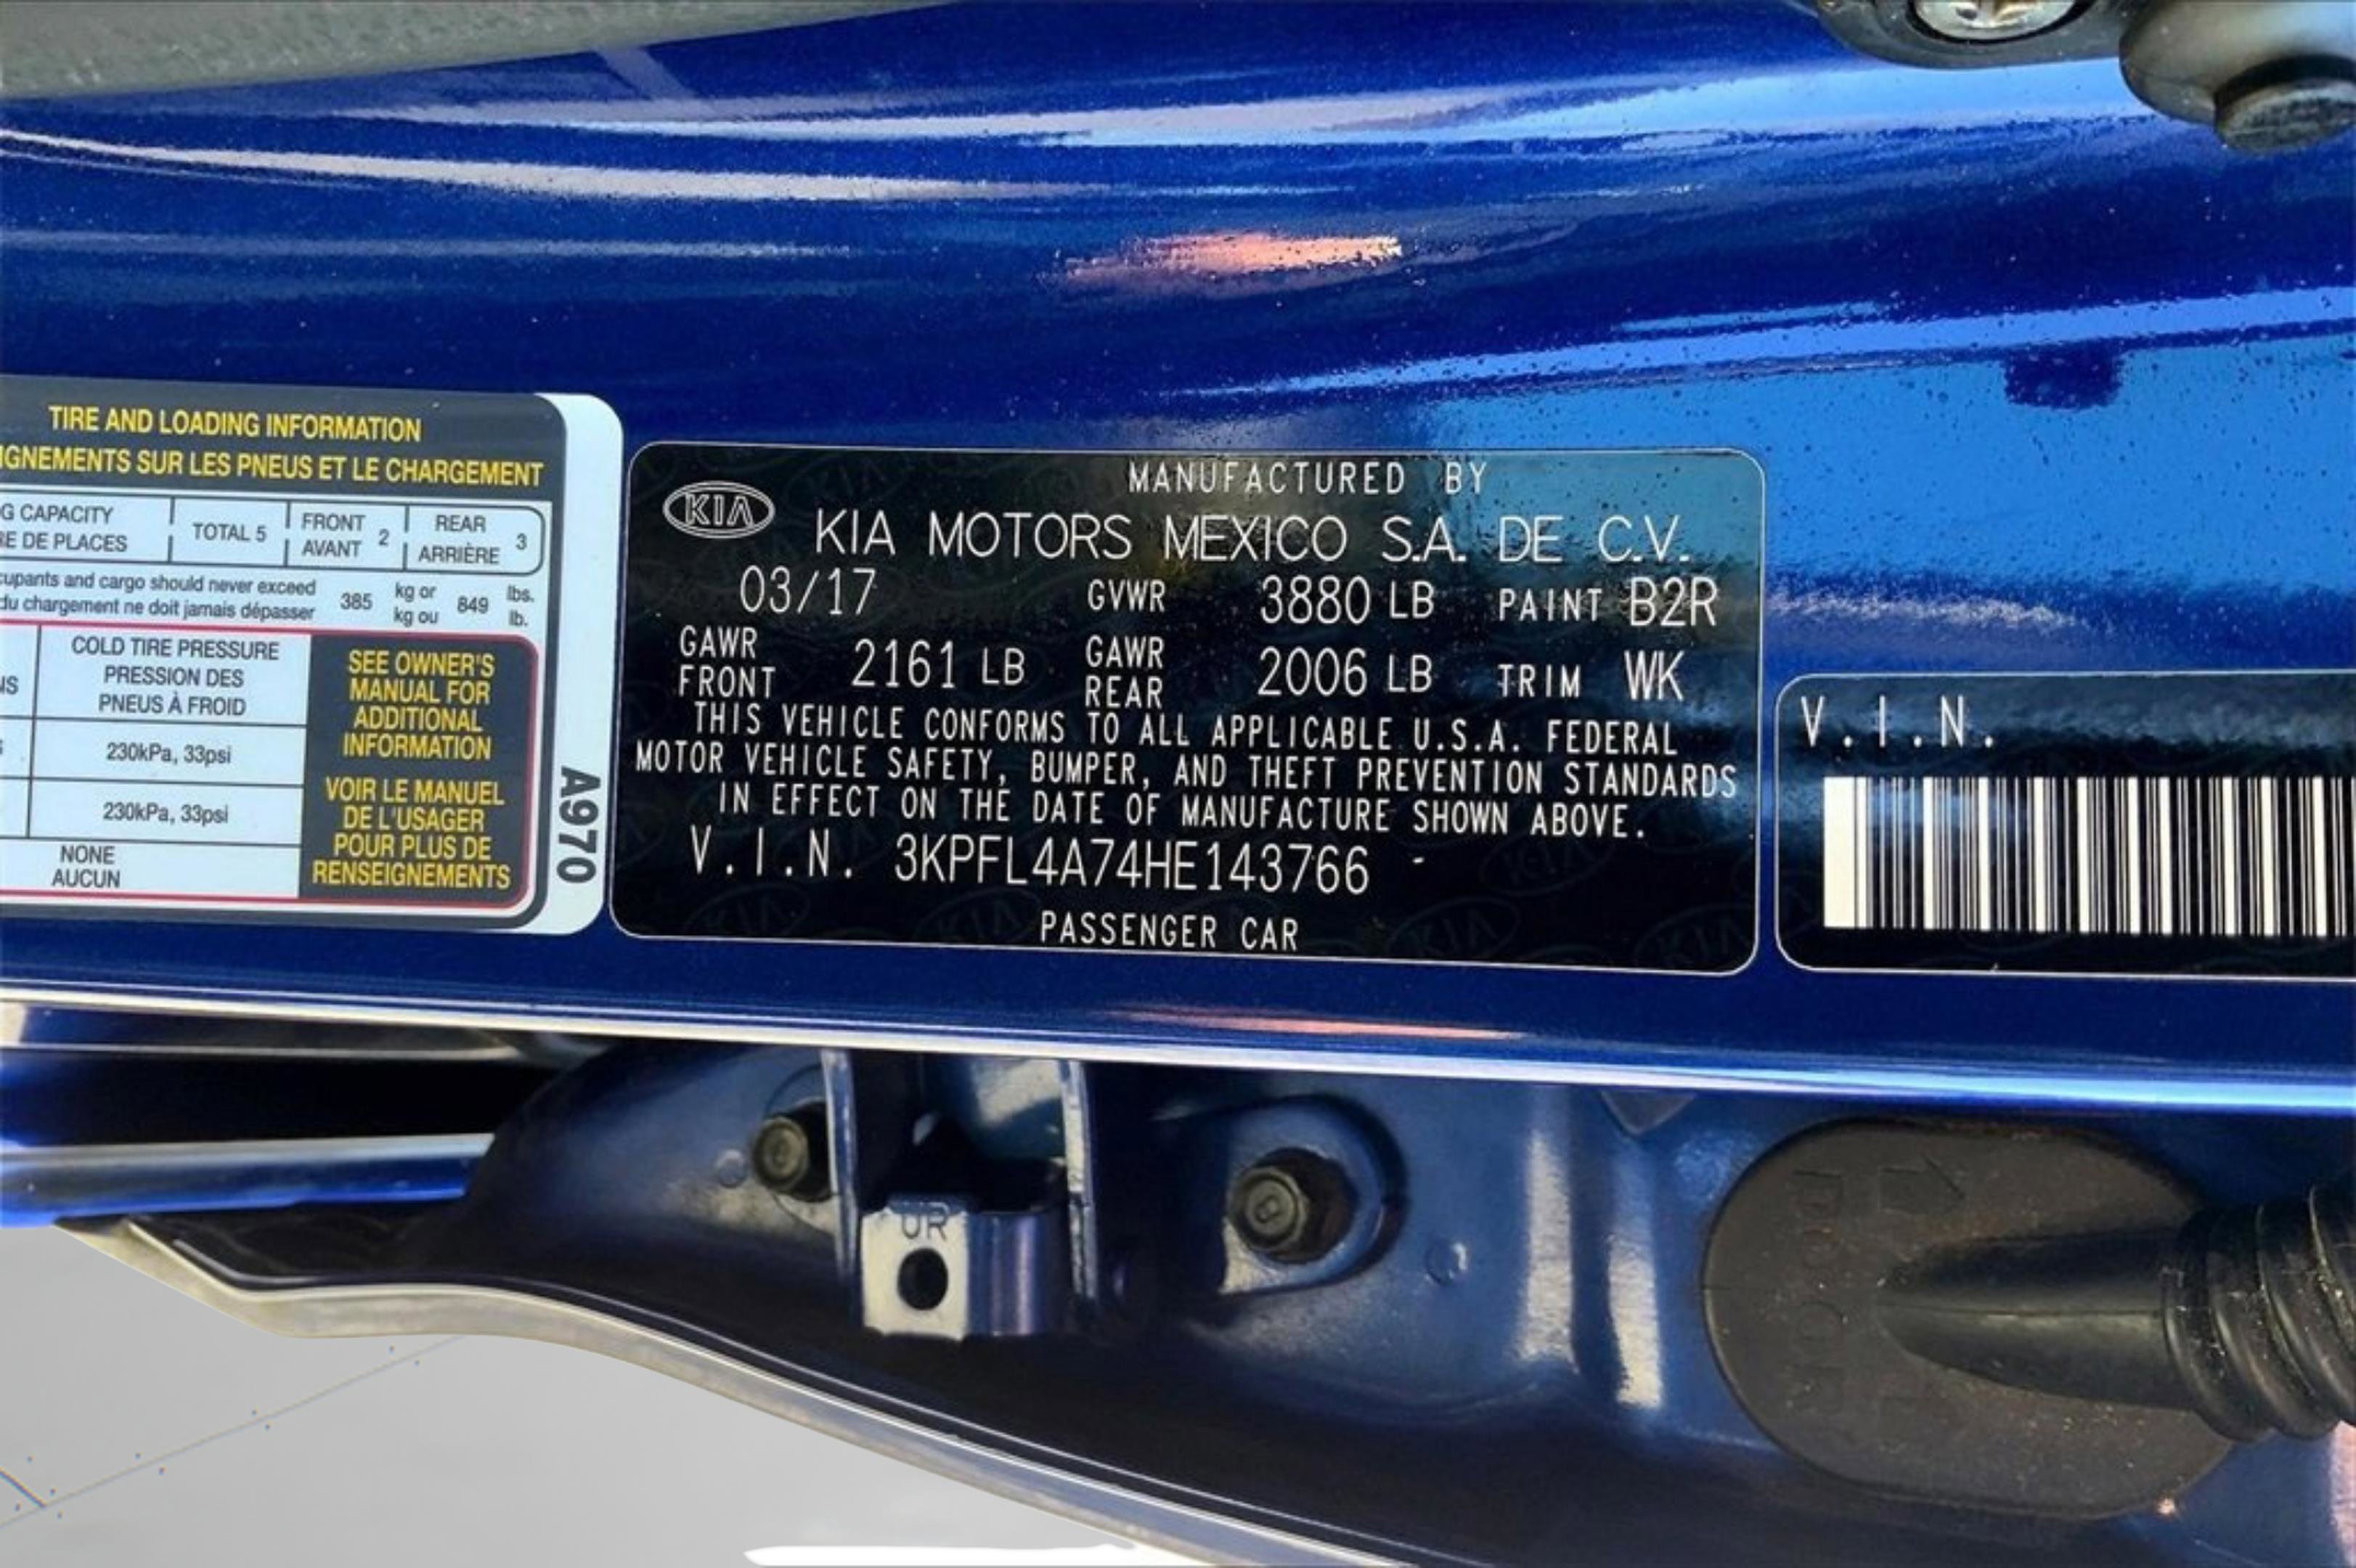 TIRE AND LOADING INFORMATION
SUR LES PNEUS ET LE CHARGEMENT
CAPACITY
DE PLACES
TOTAL 5
FRONT
AVANT 2
REAR
ARRIÈRE 3
and cargo should never exceed
du chargement ne doit jamais dépasser
385
kg or
kg ou
849
lbs.
lb.
COLD TIRE PRESSURE
PRESSION DES
PNEUS À FROID
230kPa, 33psi
230kPa, 33psi
NONE
AUCUN
SEE OWNER'S
MANUAL FOR
ADDITIONAL
INFORMATION
VOIR LE MANUEL
DE L'USAGER
POUR PLUS DE
RENSEIGNEMENTS
A970
MANUFACTURED BY
KIA
KIA MOTORS MEXICO S.A. DE C.V.
03/17 GVWR 3880 LB PAINT B2R
GAWR
FRONT 2161 LB
GAWR
REAR 2006 LB TRIM WK
THIS VEHICLE CONFORMS TO ALL APPLICABLE U.S.A. FEDERAL
MOTOR VEHICLE SAFETY, BUMPER, AND THEFT PREVENTION STANDARDS
IN EFFECT ON THE DATE OF MANUFACTURE SHOWN ABOVE.
V.I.N. 3KPFL4A74HE143766 -
PASSENGER CAR
V.I.N.
UR